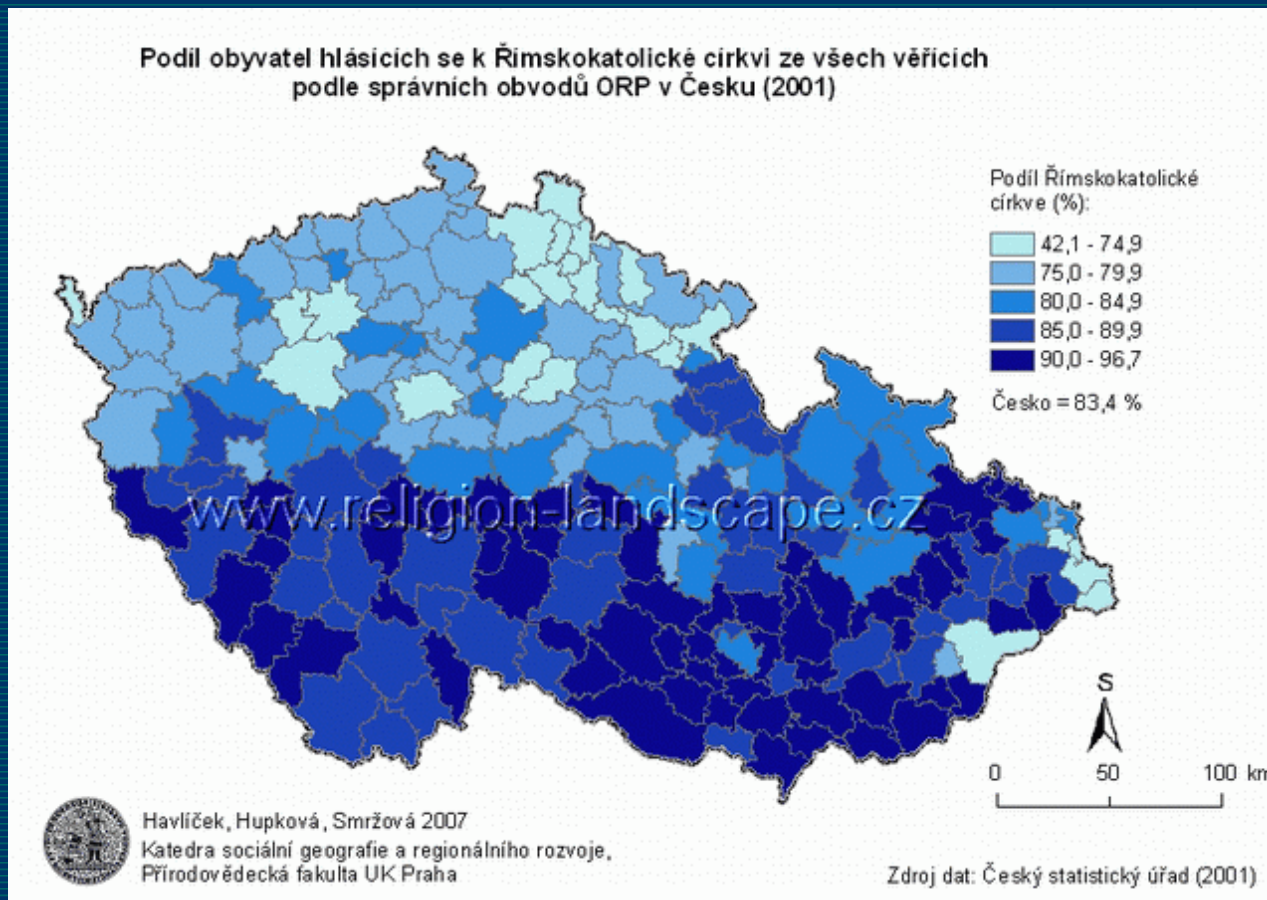 Podíl obyvatel hlásících se k Římskokatolické církvi ze všech věřících
podle správních obvodů ORP v Česku (2001)
Podíl Římskokatolické
církve (%):
42,1 - 74,9
75,0 - 79,9
80,0 - 84,9
85,0 - 89,9
90,0 - 96,7
Česko = 83,4 %
www.religion-landscape.cz
S
0 50 100 km
Havlíček, Hupková, Smržová 2007
Katedra sociální geografie a regionálního rozvoje,
Přírodovědecká fakulta UK Praha
Zdroj dat: Český statistický úřad (2001)